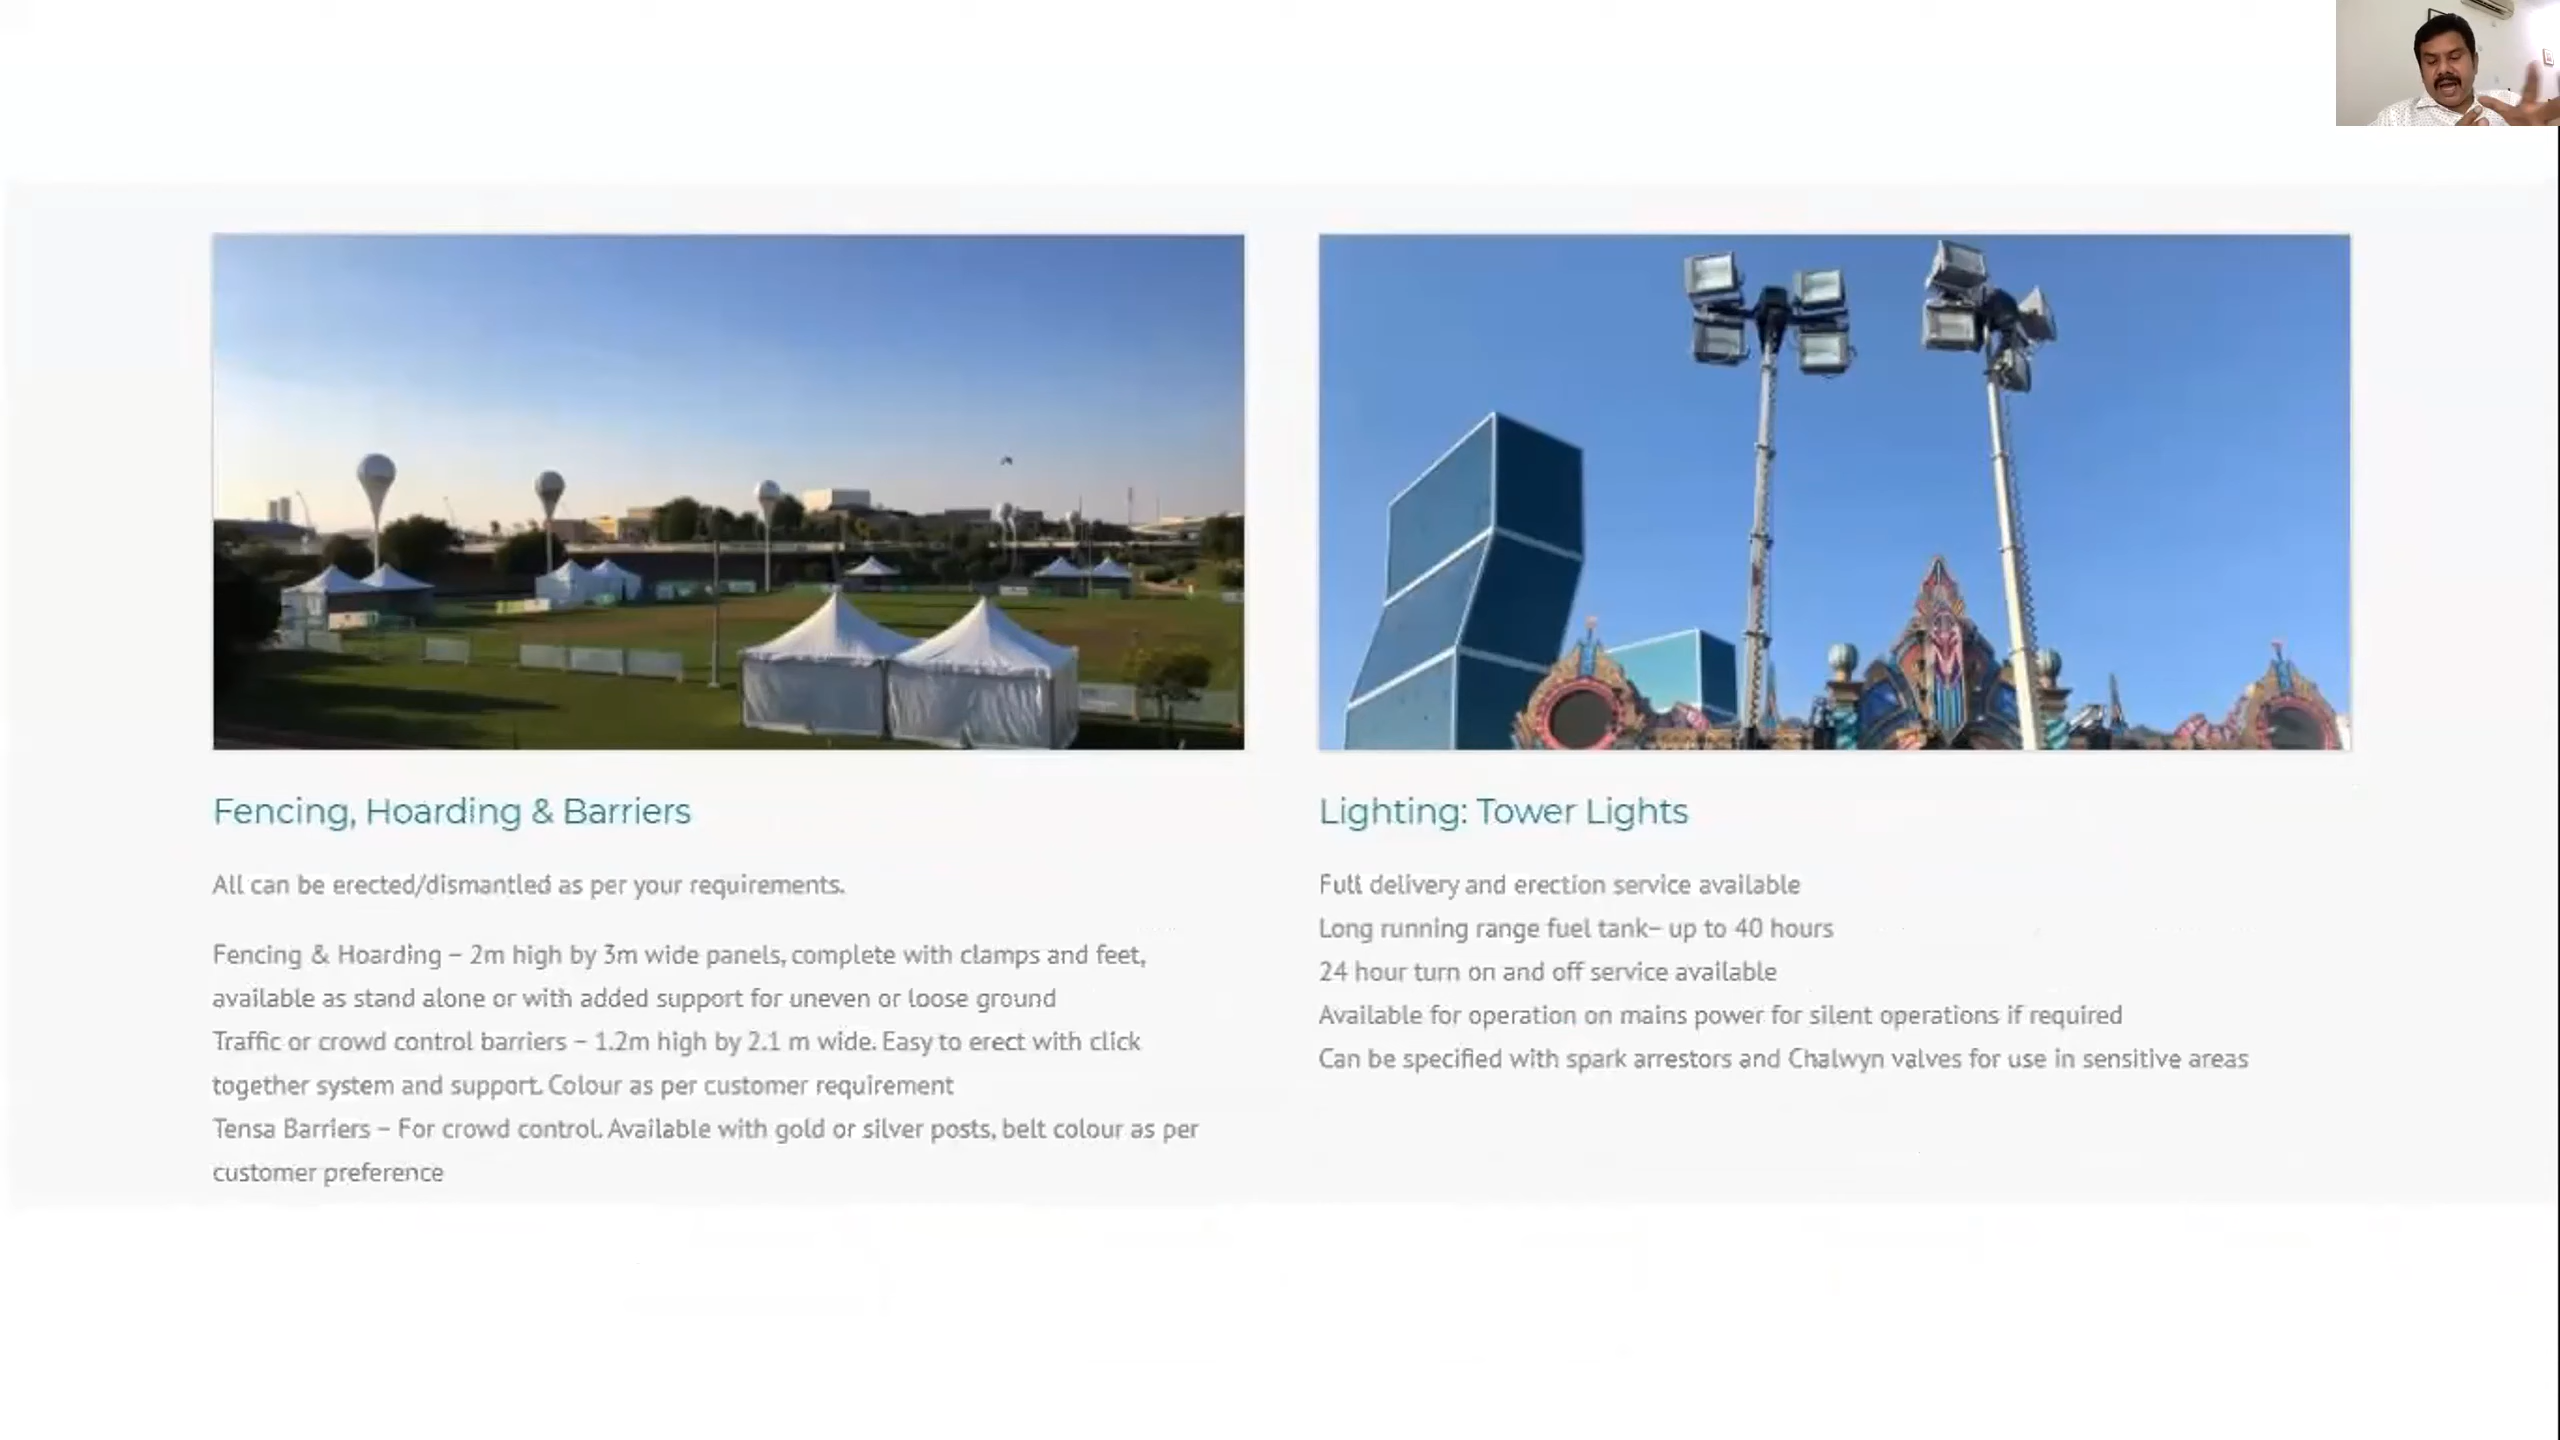 Fencing, Hoarding & Barriers
All can be erected/dismantled as per your requirements.
Fencing & Hoarding – 2m high by 3m wide panels, complete with clamps and feet,
available as stand alone or with added support for uneven or loose ground
Traffic or crowd control barriers – 1.2m high by 2.1 m wide. Easy to erect with click
together system and support. Colour as per customer requirement
Tensa Barriers – For crowd control. Available with gold or silver posts, belt colour as per
customer preference
Lighting: Tower Lights
Full delivery and erection service available
Long running range fuel tank– up to 40 hours
24 hour turn on and off service available
Available for operation on mains power for silent operations if required
Can be specified with spark arrestors and Chalwyn valves for use in sensitive areas